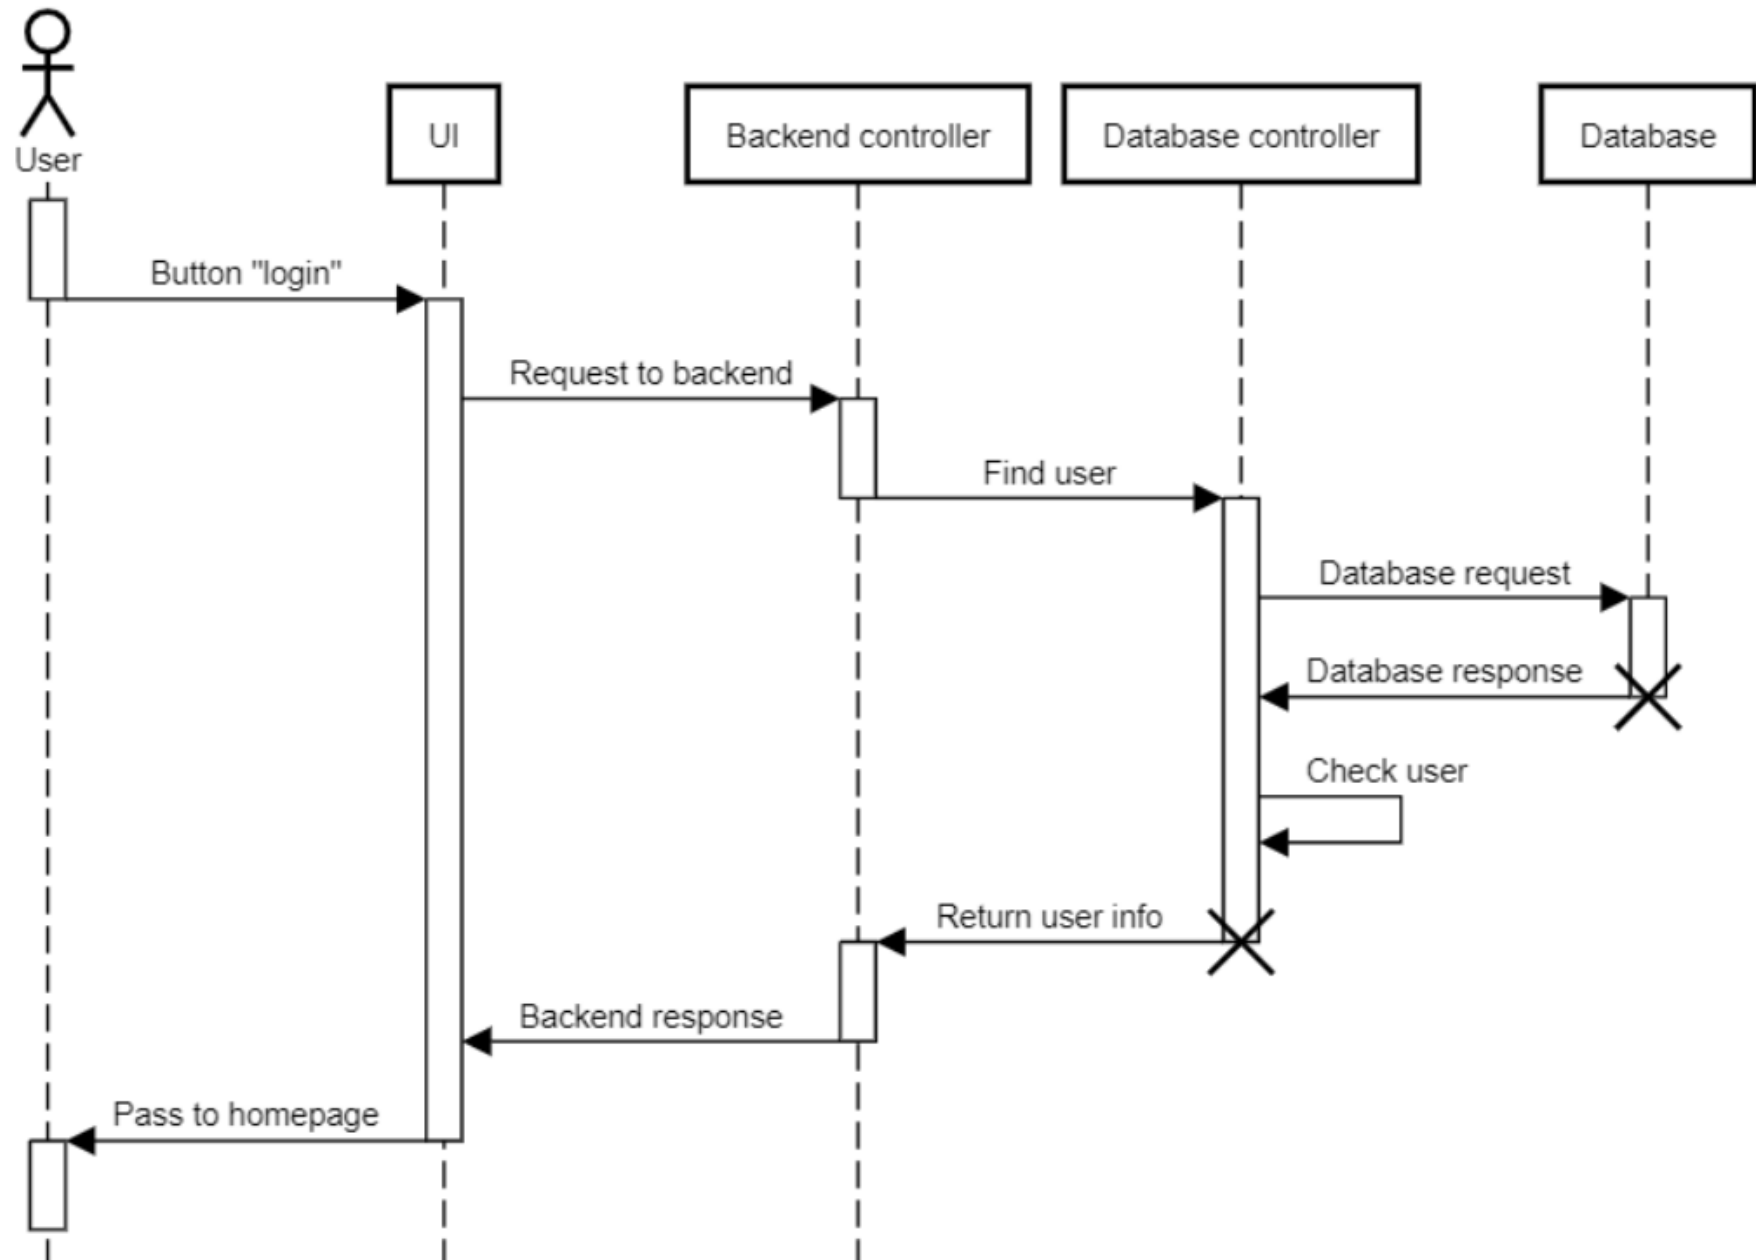 User
UI
Backend controller
Database controller
Database
Button "login"
Request to backend
Find user
Database request
Database response
Check user
Return user info
Backend response
Pass to homepage